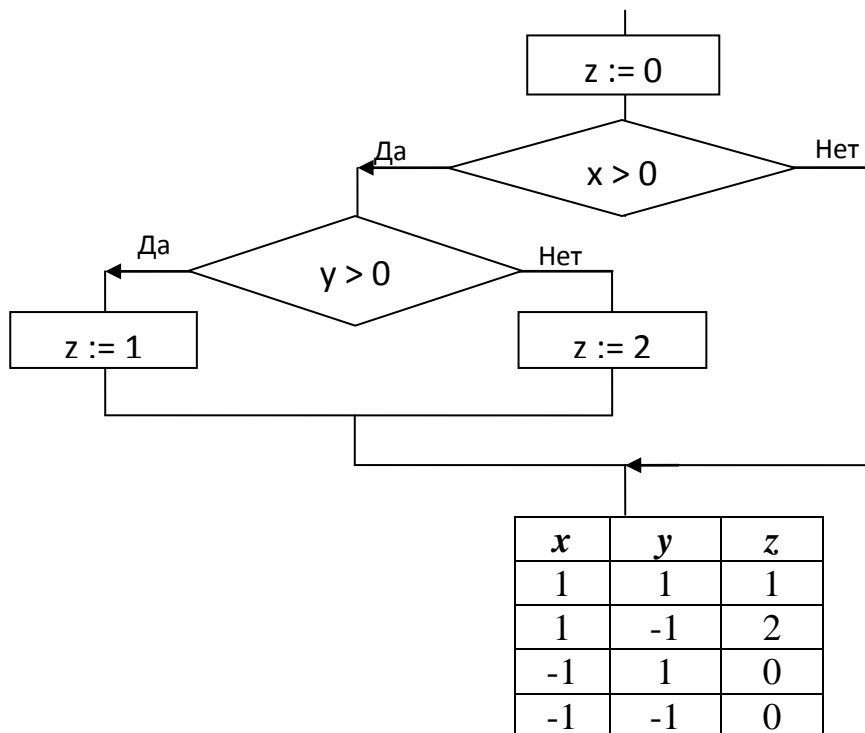 z := 0
Да
Нет
x > 0
Да
Нет
y > 0
z := 1
z := 2
x y z
1 1 1
1 -1 2
-1 1 0
-1 -1 0